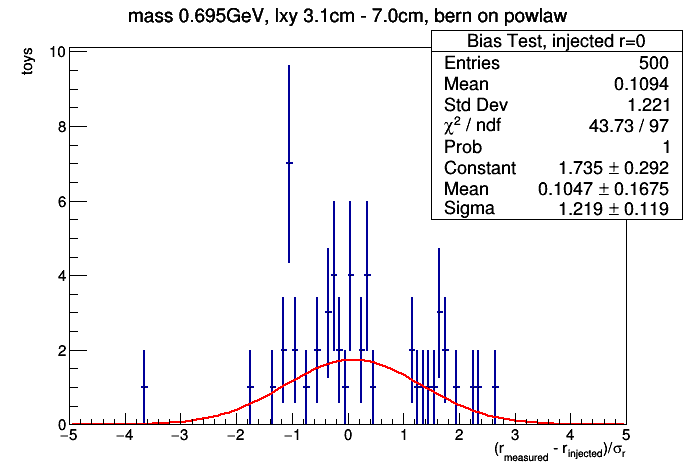 mass 0.695GeV, lxy 3.1cm - 7.0cm, bern on powlaw
Bias Test, injected r=0
Entries 500
Mean 0.1094
Std Dev 1.221
χ² / ndf 43.73 / 97
Prob 1
Constant 1.735 ± 0.292
Mean 0.1047 ± 0.1675
Sigma 1.219 ± 0.119
toys
10
8
6
4
2
0
−5 −4 −3 −2 −1 0 1 2 3 4 5
(r_measured - r_injected)/σ_r